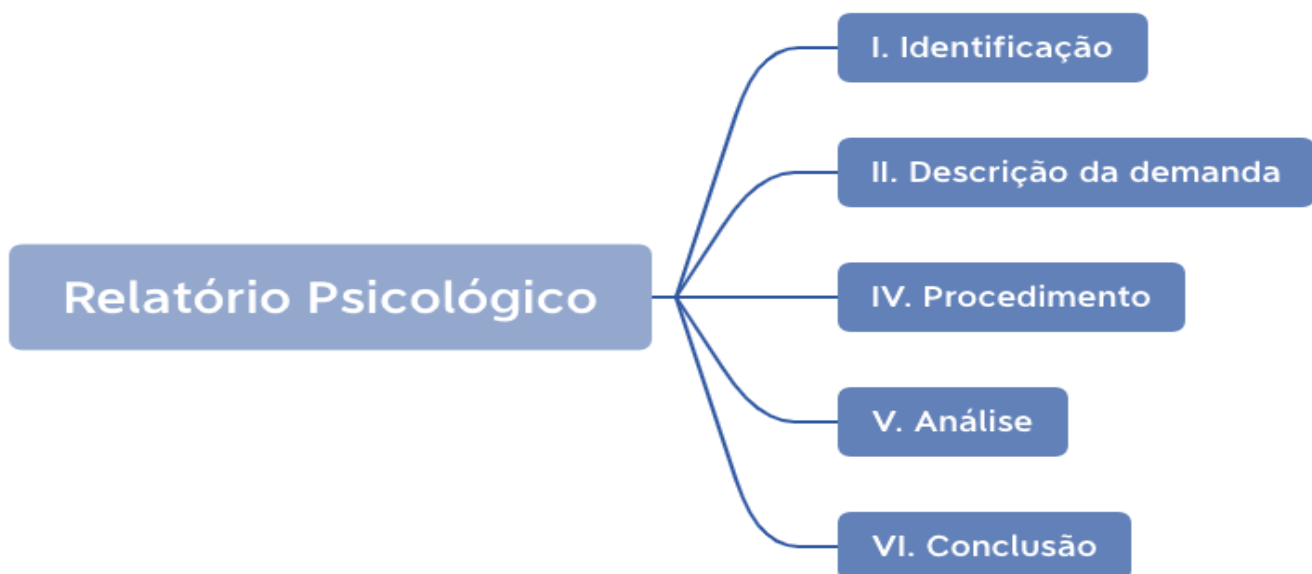 I. Identificação
II. Descrição da demanda
Relatório Psicológico
IV. Procedimento
V. Análise
VI. Conclusão